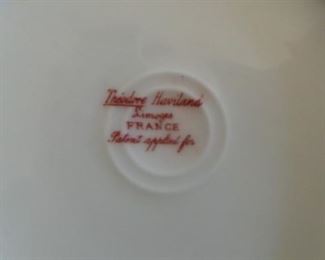 Théodore Haviland
Limoges
FRANCE
Patent applied for